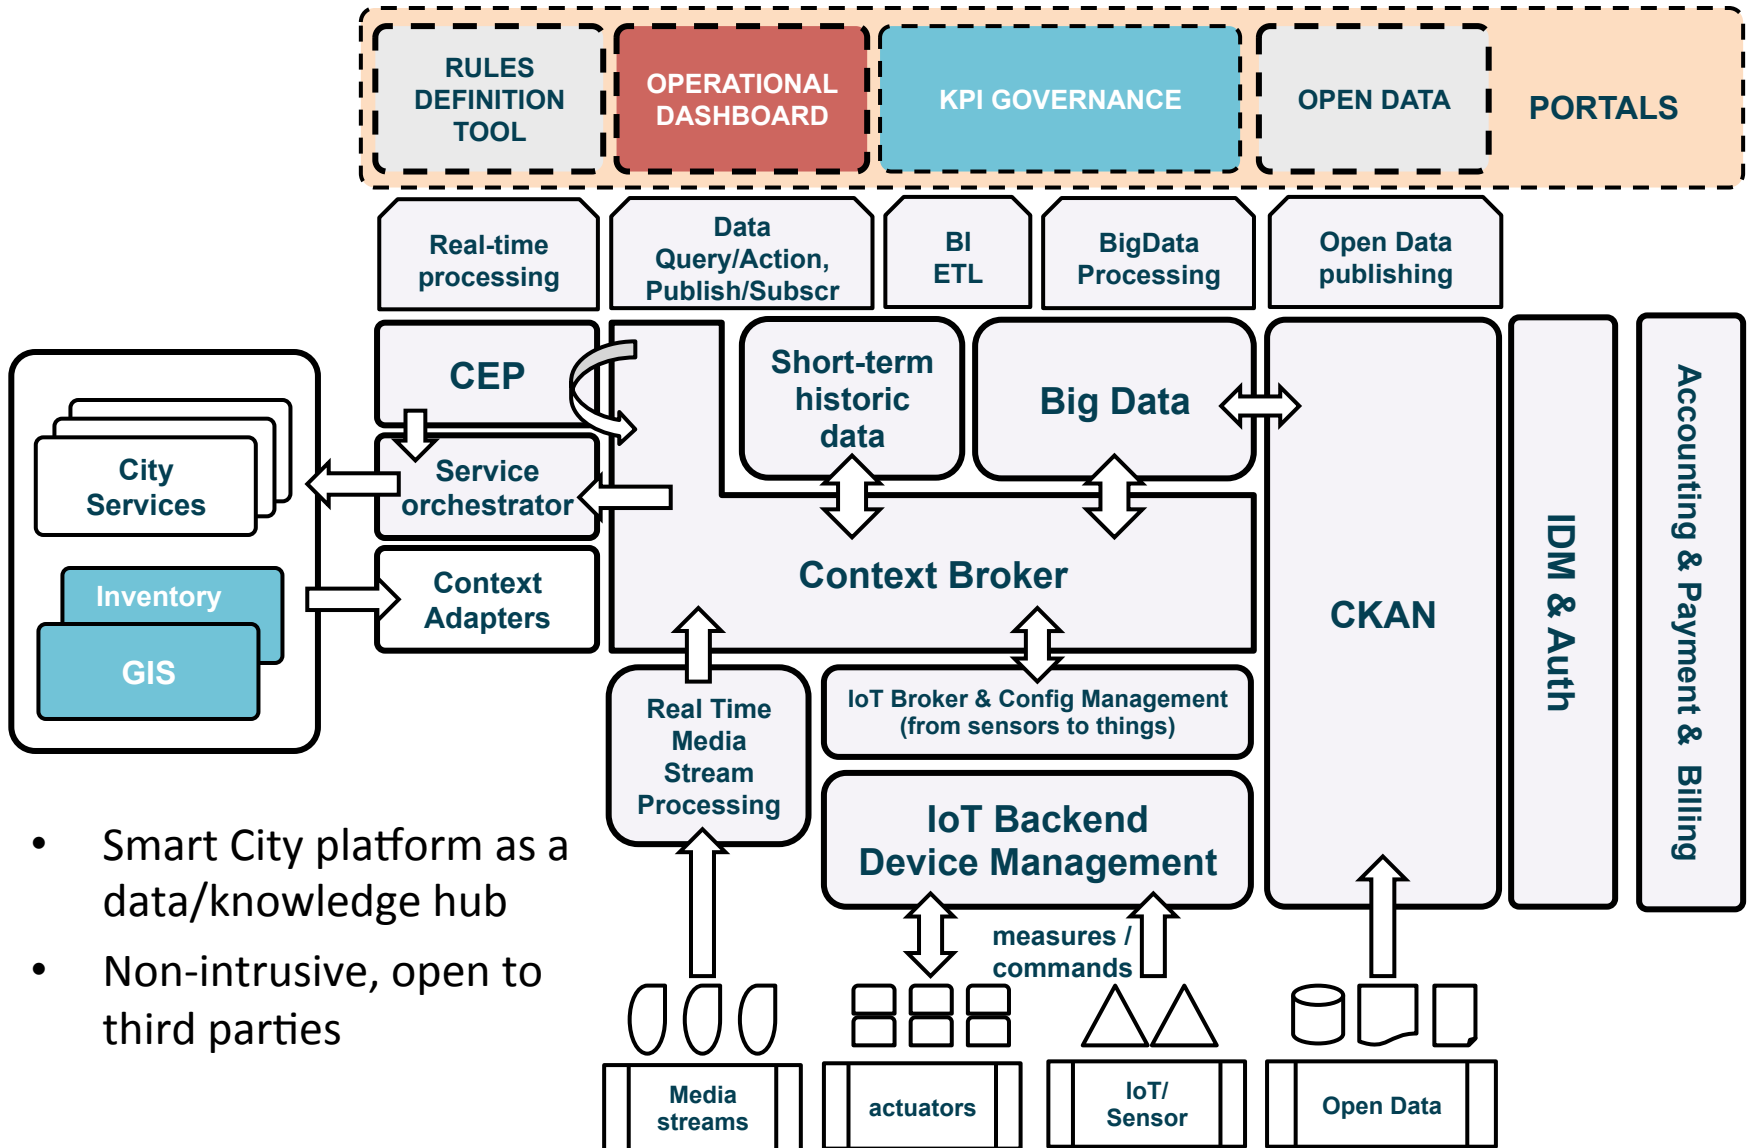 RULES
DEFINITION
TOOL
OPERATIONAL
DASHBOARD
KPI GOVERNANCE
OPEN DATA
PORTALS
Real-time
processing
Data
Query/Action,
Publish/Subscr
BI
ETL
BigData
Processing
Open Data
publishing
CEP
Short-term
historic
data
Big Data
City
Services
Service
orchestrator
Inventory
GIS
Context
Adapters
Context Broker
CKAN
IDM & Auth
Accounting & Payment & Billing
Real Time
Media
Stream
Processing
IoT Broker & Config Management
(from sensors to things)
IoT Backend
Device Management
measures /
commands
• Smart City platform as a
data/knowledge hub
• Non-intrusive, open to
third parties
Media
streams
actuators
IoT/
Sensor
Open Data